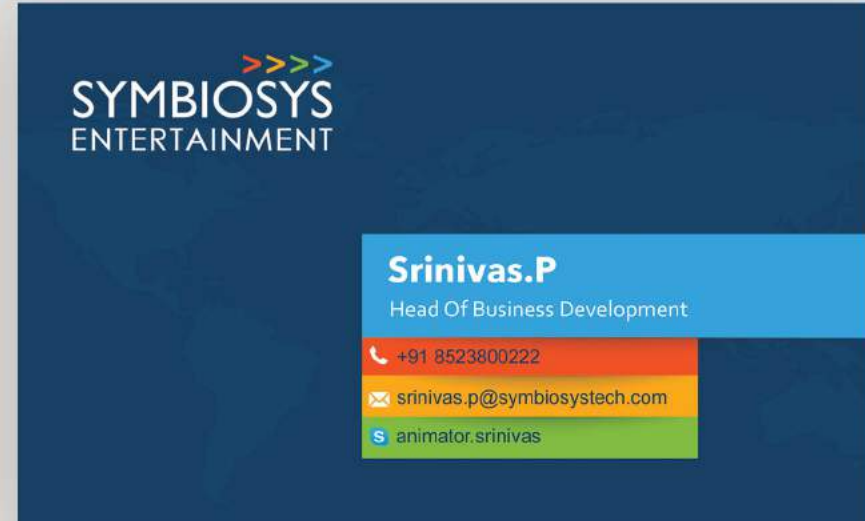 >>>>
SYMBIOSYS
ENTERTAINMENT
Srinivas.P
Head Of Business Development
+91 8523800222
srinivas.p@symbiosystech.com
animator.srinivas